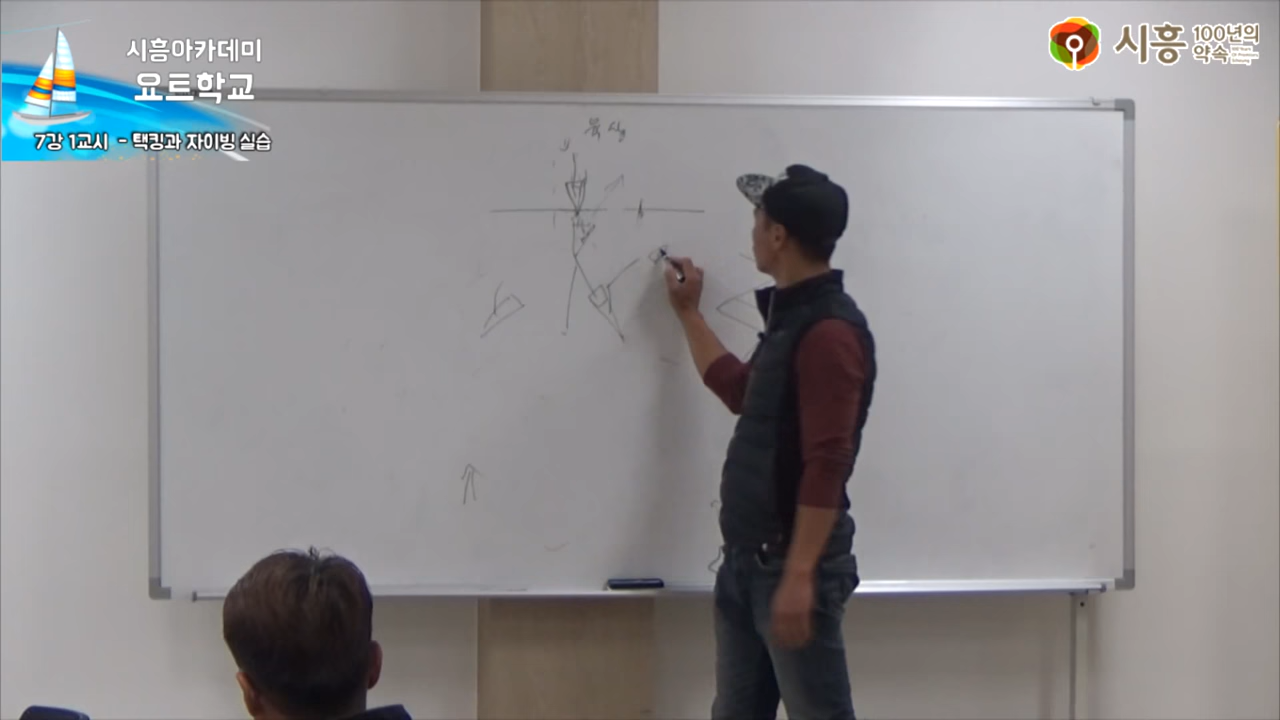 시흥아카데미
요트학교
7강 1교시 - 택킹과 자이빙 실습
시흥 100년의
약속